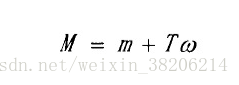 M = m + Tω
sdn.net/weixin_38206214